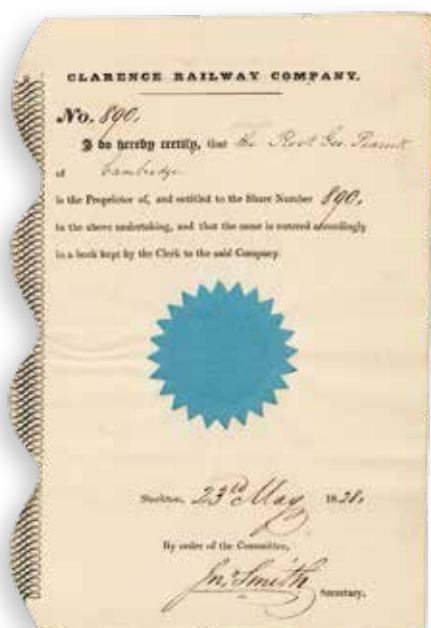 CLARENCE RAILWAY COMPANY.
No. 890.
I do hereby certify, that the Revd Geo. Peacock
of Cambridge
is the Proprietor of, and entitled to the Share Number 890,
in the above undertaking, and that the same is entered accordingly
in a book kept by the Clerk to the said Company.
Stockton, 23rd May 1828.
By order of the Committee,
Jno. Smith
Secretary.